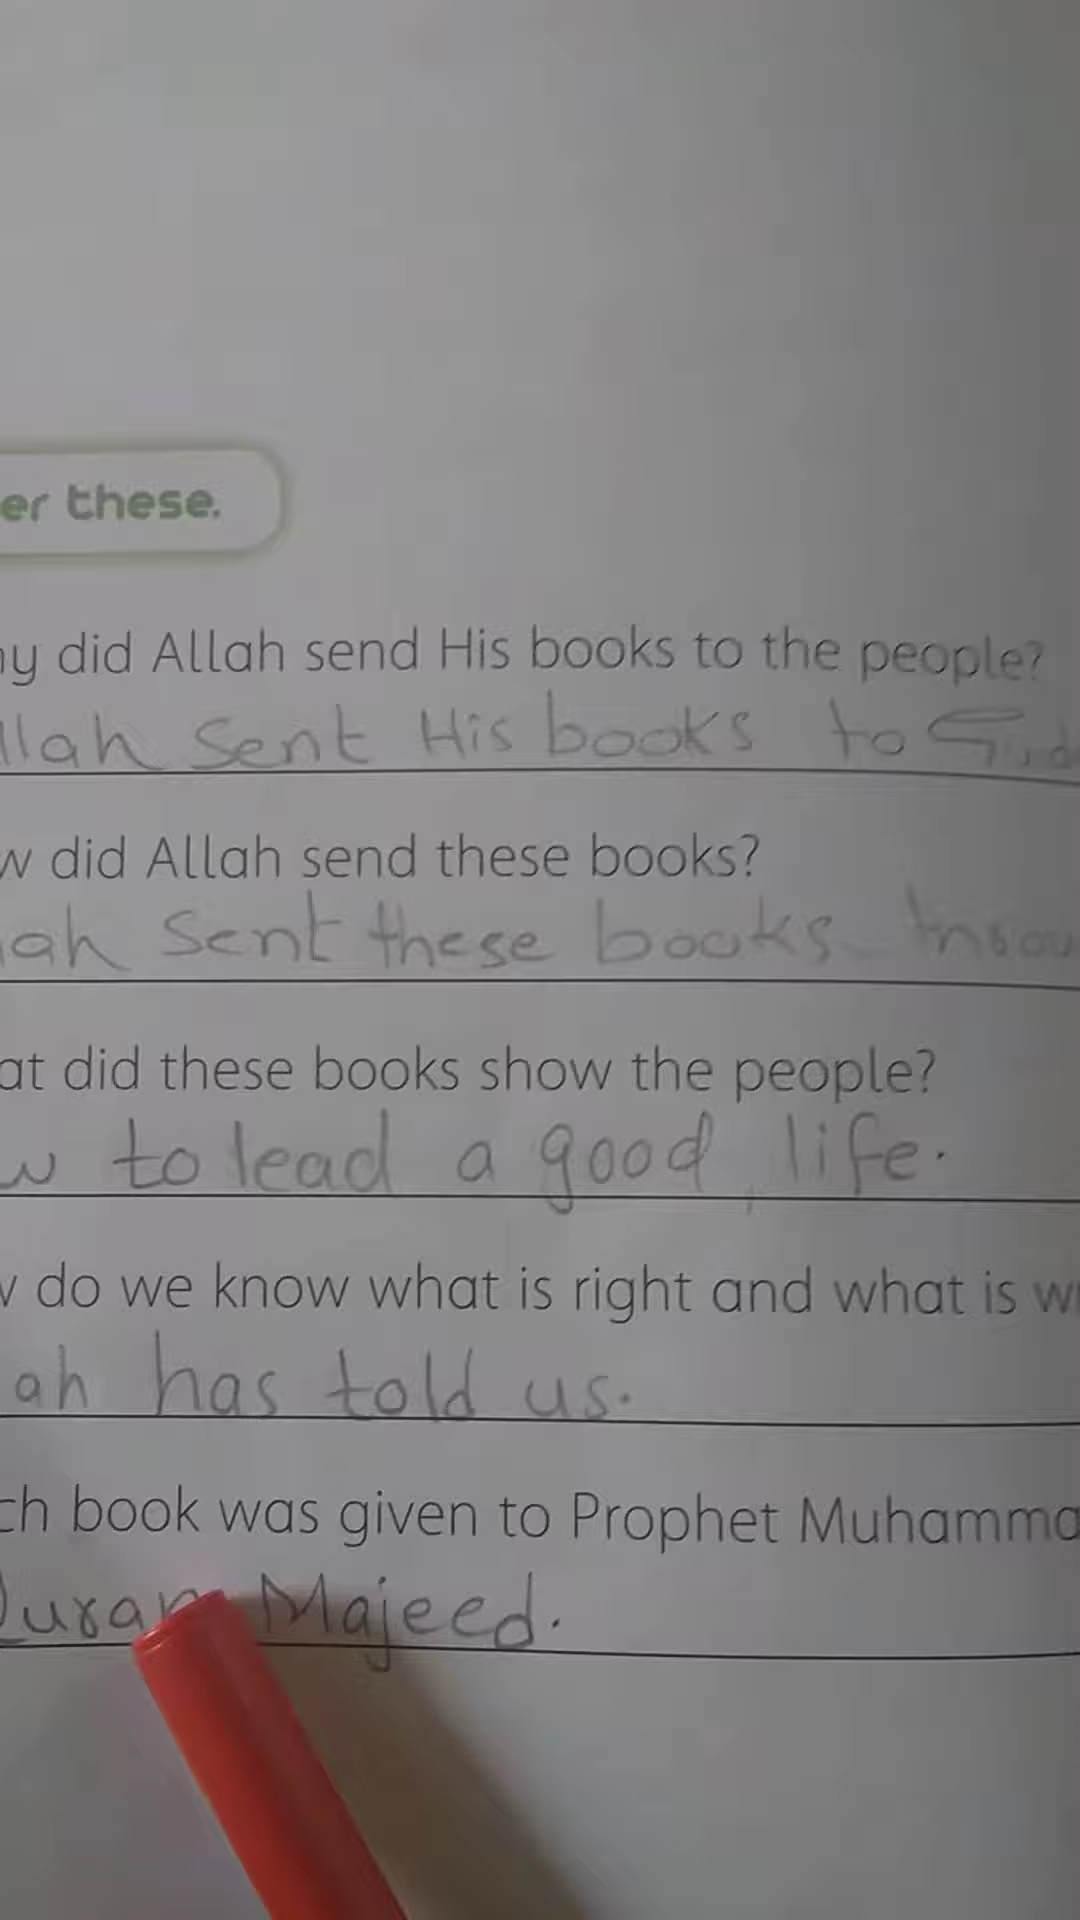 er these.
hy did Allah send His books to the people?
llah sent His books to
w did Allah send these books?
ah sent these books
at did these books show the people?
w to lead a good life.
w do we know what is right and what is w
ah has told us.
ch book was given to Prophet Muhamma
Quran Majeed.